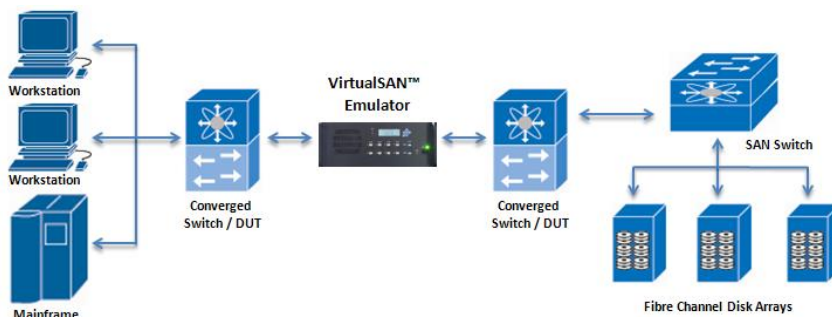 Workstation
Workstation
Mainframe
Converged
Switch / DUT
VirtualSAN™
Emulator
Converged
Switch / DUT
SAN Switch
Fibre Channel Disk Arrays